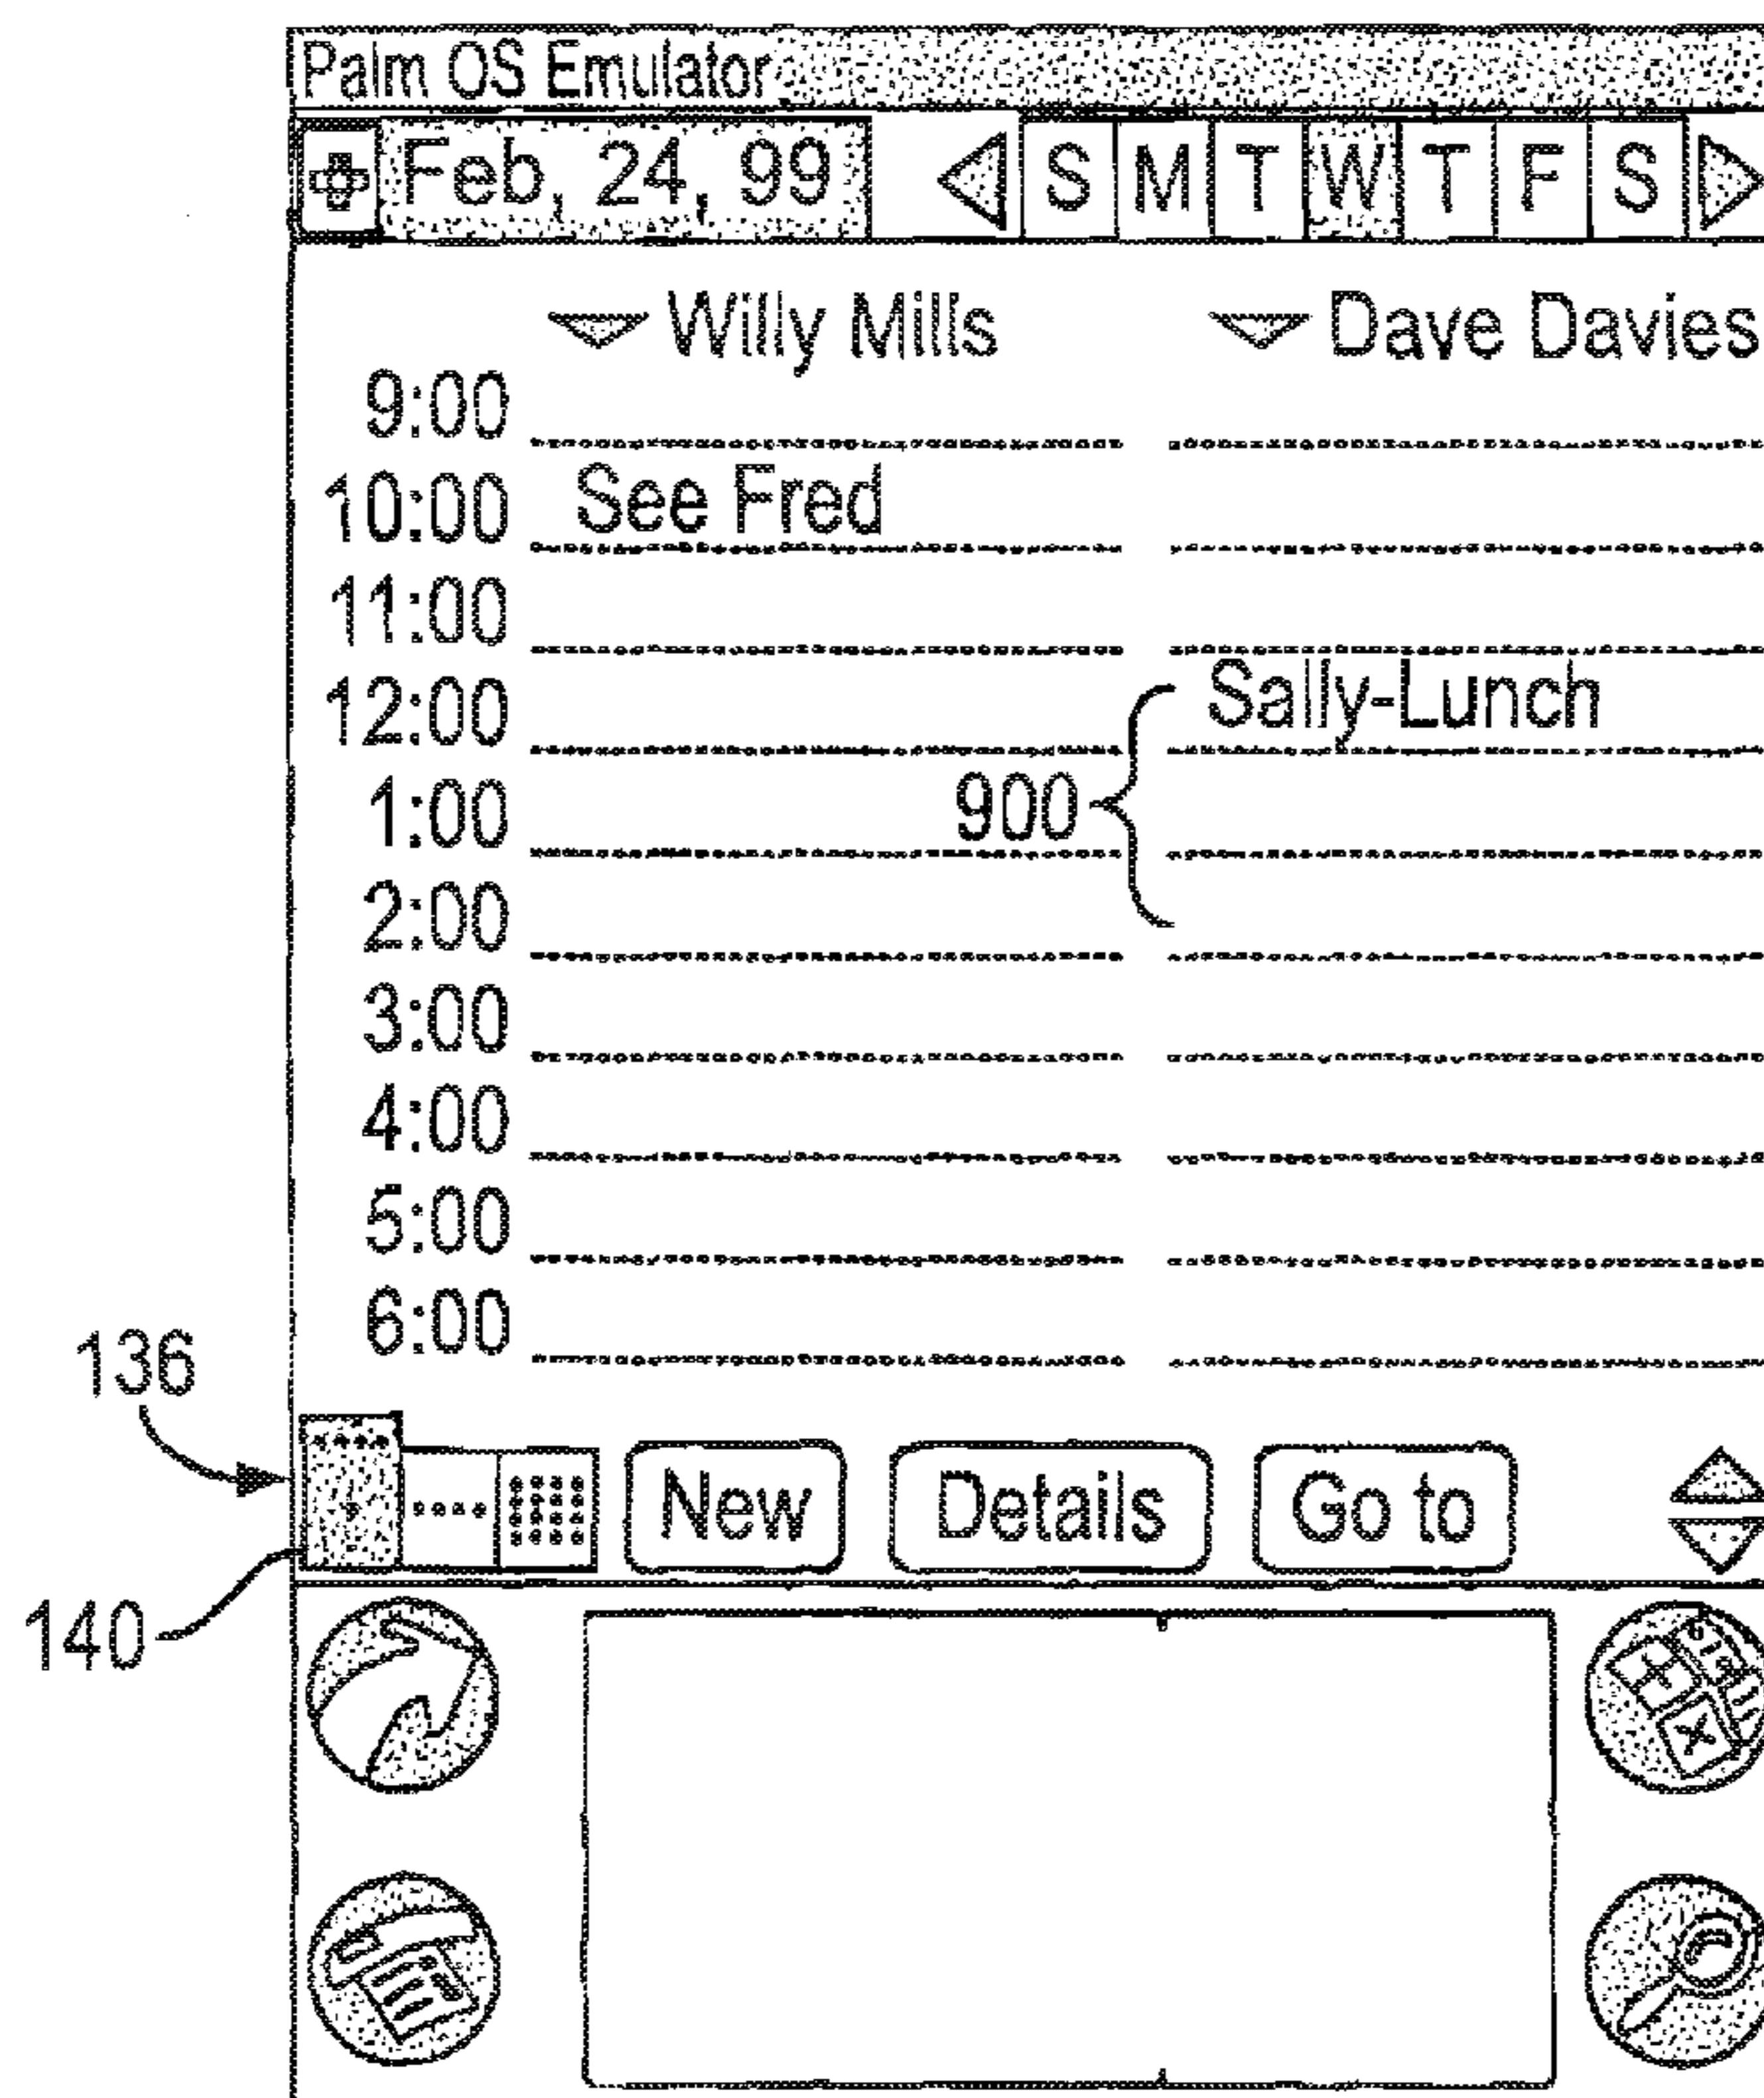 Palm OS Emulator
Feb, 24, 99 S M T W T F S
Willy Mills Dave Davies
9:00
10:00 See Fred
11:00
12:00 Sally-Lunch
1:00 900
2:00
3:00
4:00
5:00
6:00
136
New Details Go to
140